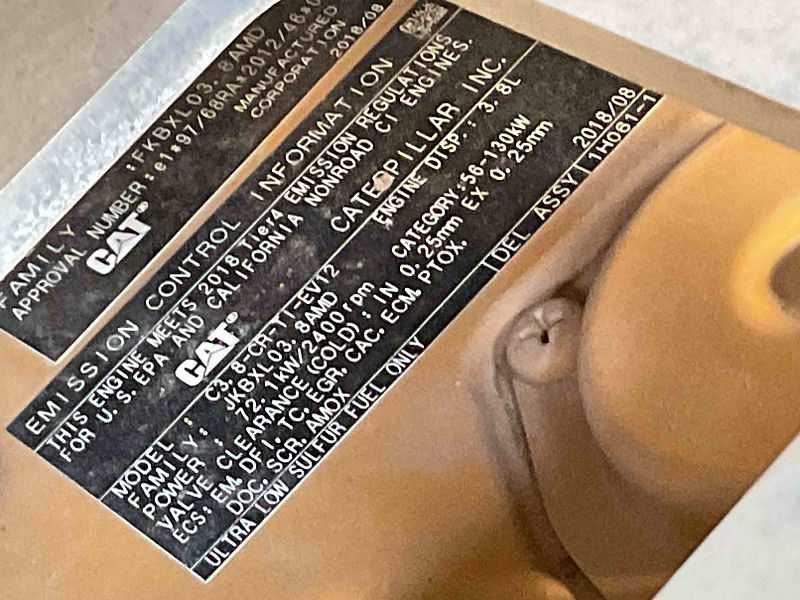 FAMILY :FKBXL03.8AMD
APPROVAL NUMBER:e1*97/68RA*2012/46*0
CAT®
MANUFACTURED
CORPORATION
2018/08
EMISSION CONTROL INFORMATION
THIS ENGINE MEETS 2018 Tier4 EMISSION REGULATIONS
FOR U.S.EPA AND CALIFORNIA NONROAD CI ENGINES.
CAT® CATERPILLAR INC.
MODEL : C3.8-CR-TI-EV12 ENGINE DISP.: 3.8L
FAMILY: JKBXL03.8AMD
POWER : 72.1kW/2400rpm CATEGORY:56-130kW
VALVE CLEARANCE(COLD): IN 0.25mm EX 0.25mm
ECS: EM, DFI, TC, EGR, CAC, ECM, PTOX,
DOC, SCR, AMOX 2018/08
ULTRA LOW SULFUR FUEL ONLY IDEL ASSY 1H081-1